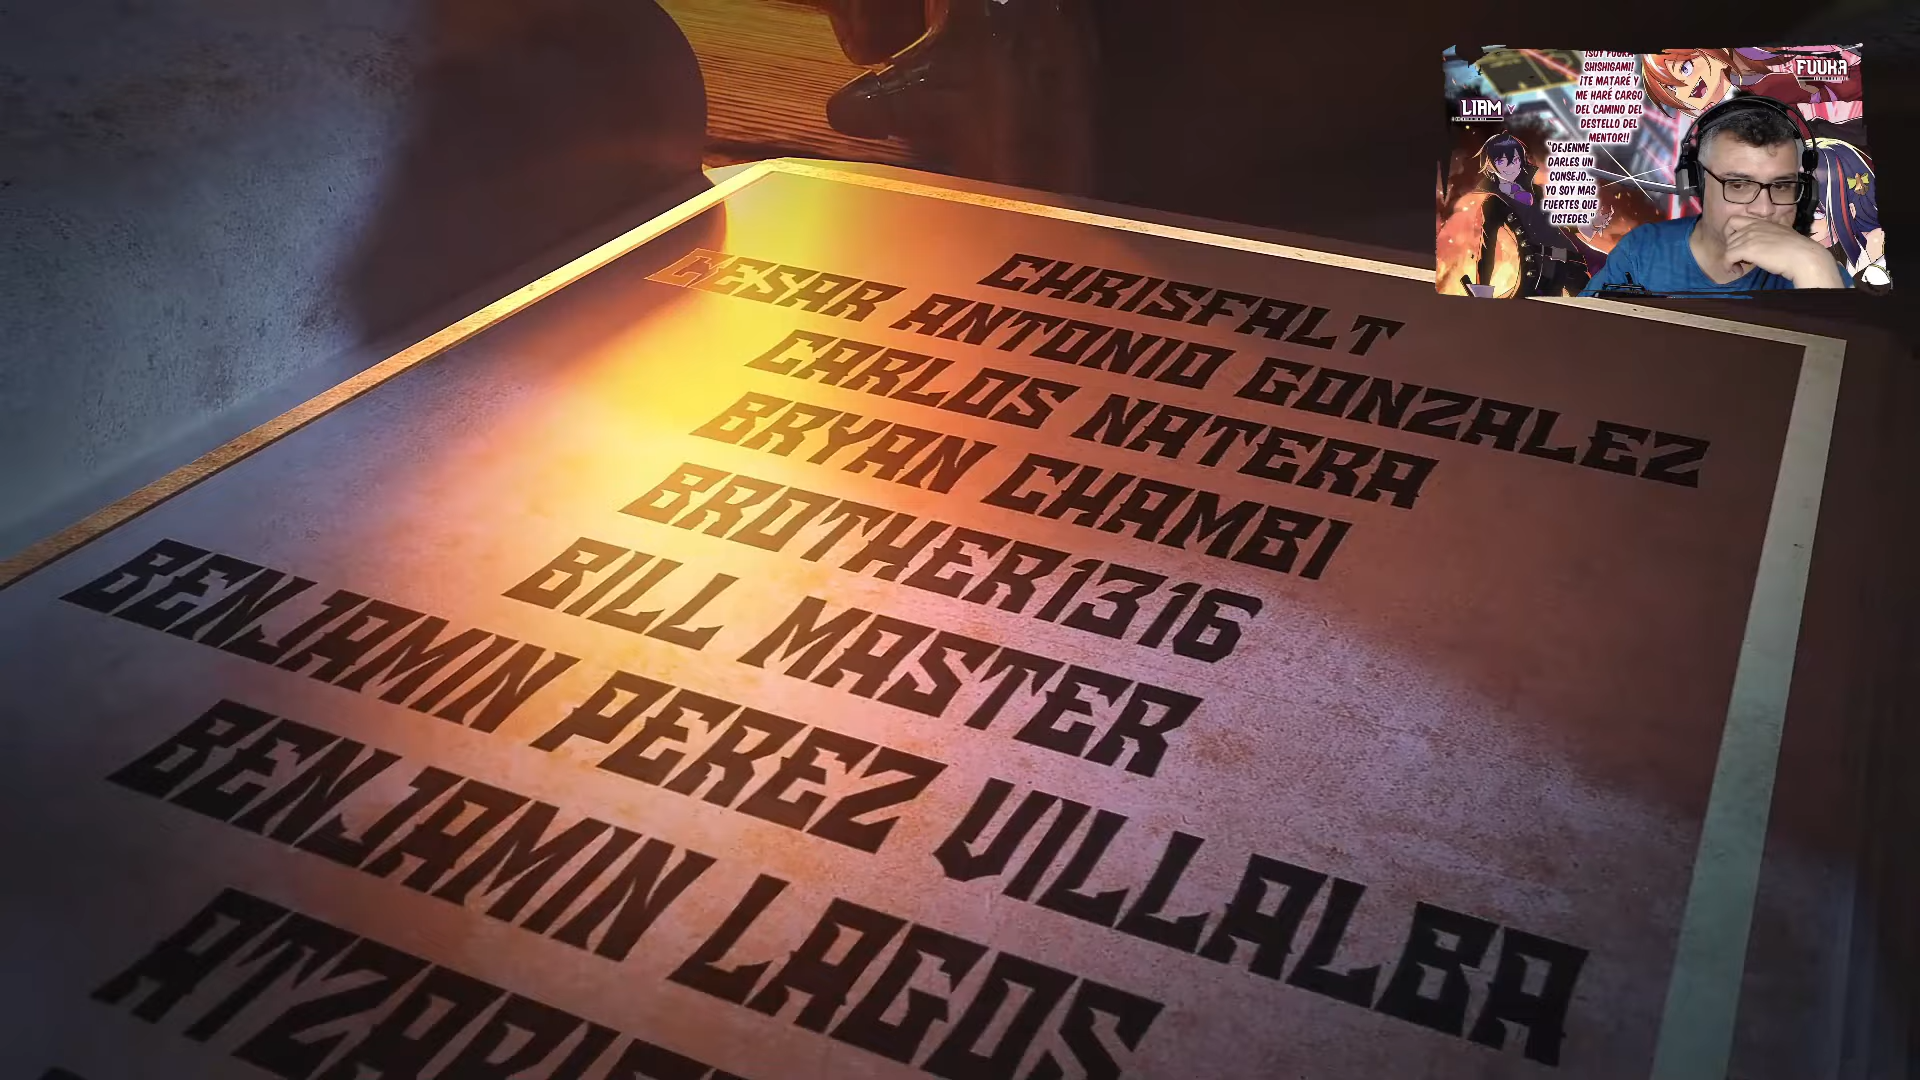 CHRISFALT
CESAR ANTONIO GONZALEZ
CARLOS NATERA
BRYAN CHAMBI
BROTHER1316
BILL MASTER
BENJAMIN PEREZ VILLALBA
BENJAMIN LAGOS
¡SOY FUUKA
SHISHIGAMI!
¡TE MATARÉ Y
ME HARÉ CARGO
DEL CAMINO DEL
DESTELLO DEL
MENTOR!!
FUUKA
LIAM
"DEJENME
DARLES UN
CONSEJO...
YO SOY MAS
FUERTES QUE
USTEDES."